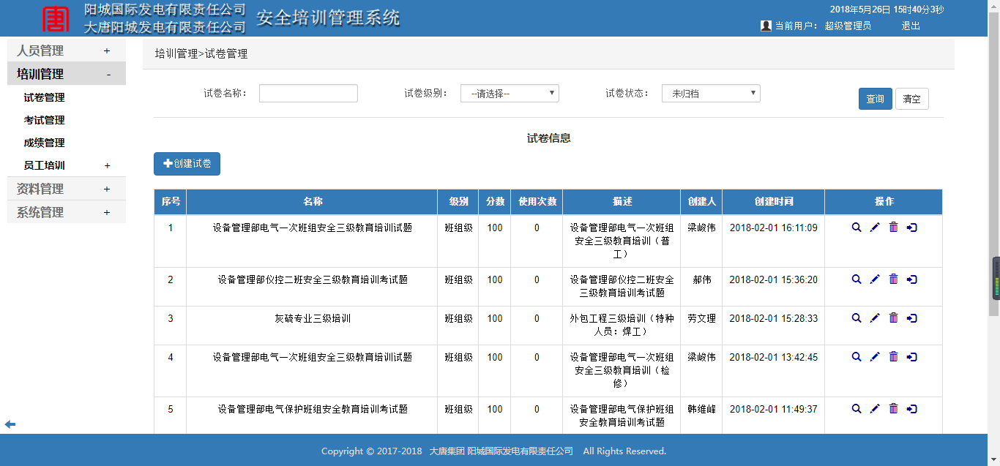 唐
阳城国际发电有限责任公司
大唐阳城发电有限责任公司
安全培训管理系统
2018年5月26日 15时40分3秒
当前用户： 超级管理员 退出
人员管理 +
培训管理 -
试卷管理
考试管理
成绩管理
员工培训 +
资料管理 +
系统管理 +
培训管理>试卷管理
试卷名称： 试卷级别： --请选择-- 试卷状态： 未归档 查询 清空
试卷信息
创建试卷
序号 名称 级别 分数 使用次数 描述 创建人 创建时间 操作
1 设备管理部电气一次班组安全三级教育培训试题 班组级 100 0 设备管理部电气一次班组 梁峻伟 2018-02-01 16:11:09
安全三级教育培训（普
工）
2 设备管理部仪控二班安全三级教育培训考试题 班组级 100 0 设备管理部仪控二班安全 郝伟 2018-02-01 15:36:20
三级教育培训考试题
3 灰硫专业三级培训 班组级 100 0 外包工程三级培训（特种 劳文理 2018-02-01 15:28:33
人员：焊工）
4 设备管理部电气一次班组安全三级教育培训试题 班组级 100 0 设备管理部电气一次班组 梁峻伟 2018-02-01 13:42:45
安全三级教育培训（检
修）
5 设备管理部电气保护班组安全教育培训考试题 班组级 100 0 设备管理部电气保护班组 韩维峰 2018-02-01 11:49:37
安全教育培训考试题
Copyright © 2017-2018 大唐集团 阳城国际发电有限责任公司 All Rights Reserved.